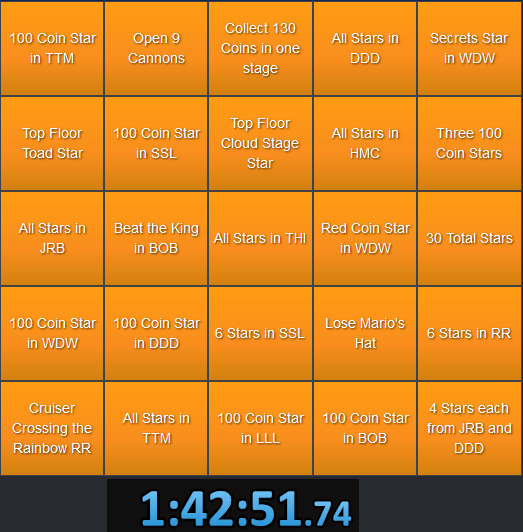 100 Coin Star
in TTM
Open 9
Cannons
Collect 130
Coins in one
stage
All Stars in
DDD
Secrets Star
in WDW
Top Floor
Toad Star
100 Coin Star
in SSL
Top Floor
Cloud Stage
Star
All Stars in
HMC
Three 100
Coin Stars
All Stars in
JRB
Beat the King
in BOB
All Stars in THI
Red Coin Star
in WDW
30 Total Stars
100 Coin Star
in WDW
100 Coin Star
in DDD
6 Stars in SSL
Lose Mario's
Hat
6 Stars in RR
Cruiser
Crossing the
Rainbow RR
All Stars in
TTM
100 Coin Star
in LLL
100 Coin Star
in BOB
4 Stars each
from JRB and
DDD
1:42:51.74